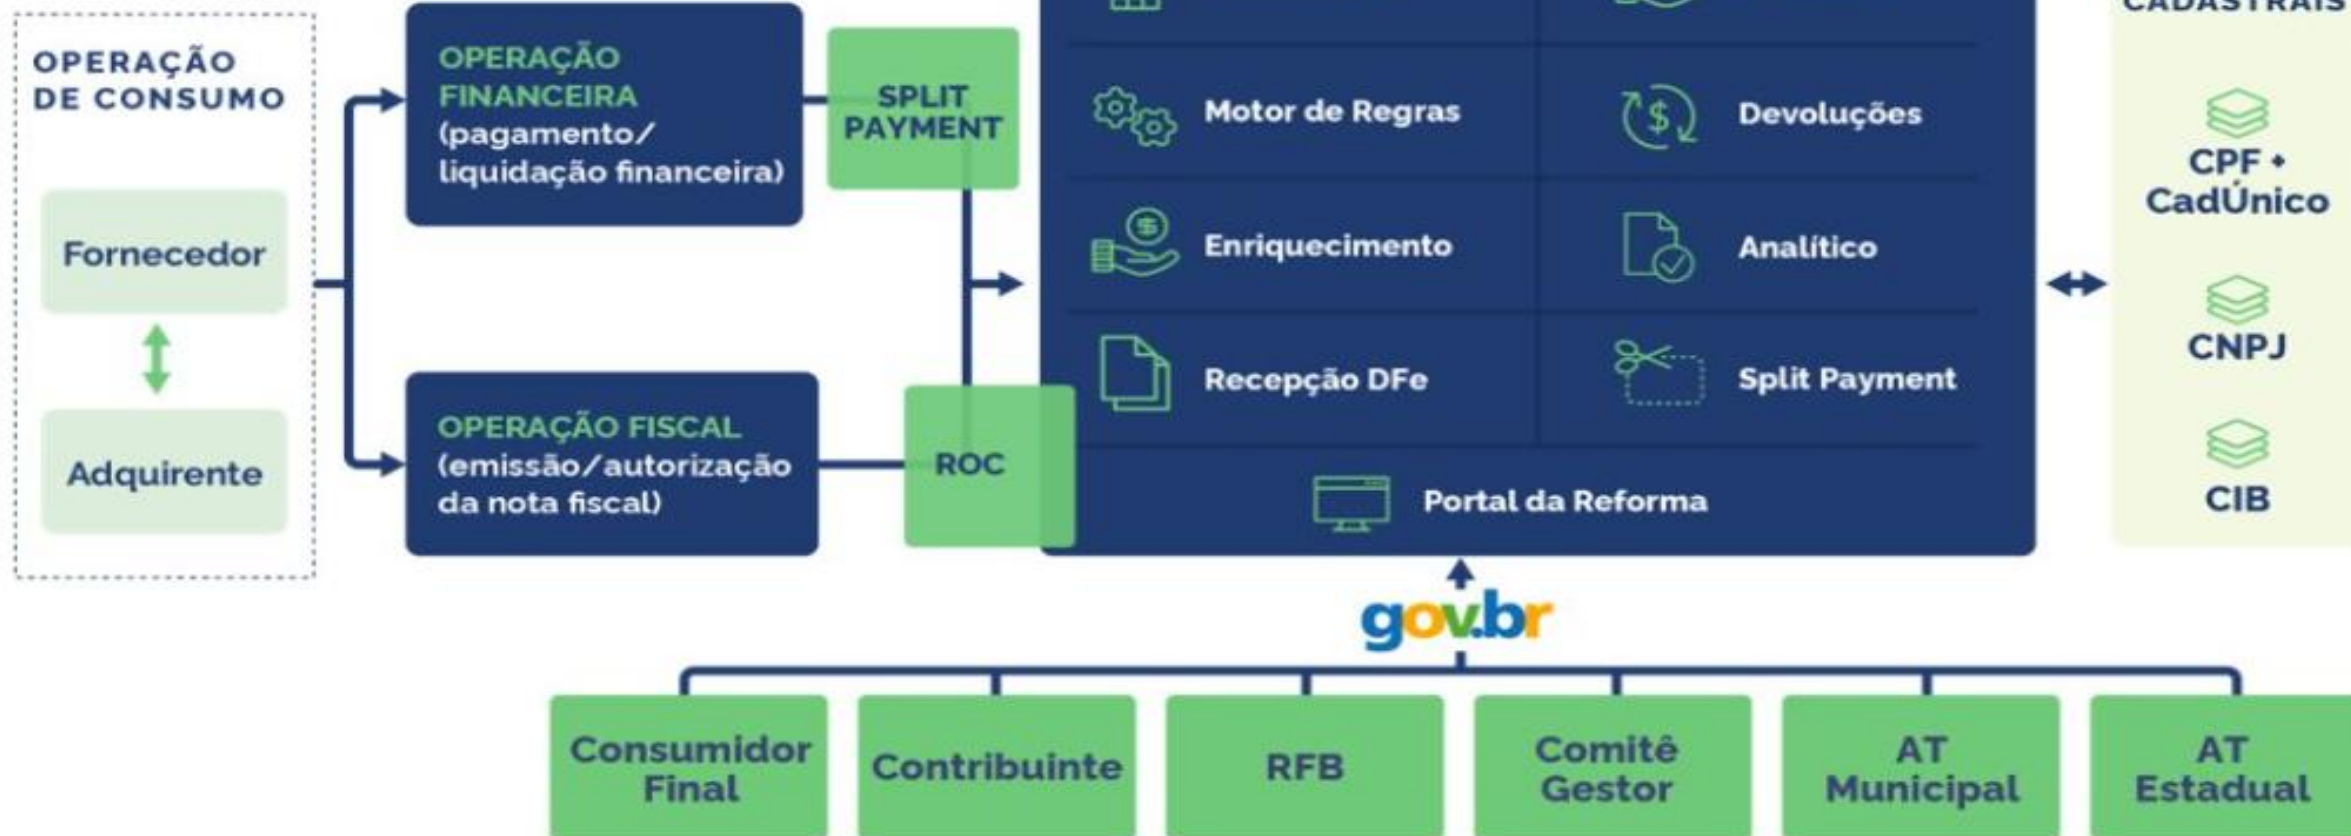 CADASTRAIS
OPERAÇÃO
DE CONSUMO
Fornecedor
Adquirente
OPERAÇÃO
FINANCEIRA
(pagamento/
liquidação financeira)
SPLIT
PAYMENT
OPERAÇÃO FISCAL
(emissão/autorização
da nota fiscal)
ROC
Motor de Regras
Devoluções
Enriquecimento
Analítico
Recepção DFe
Split Payment
Portal da Reforma
CPF +
CadÚnico
CNPJ
CIB
gov.br
Consumidor
Final
Contribuinte
RFB
Comitê
Gestor
AT
Municipal
AT
Estadual